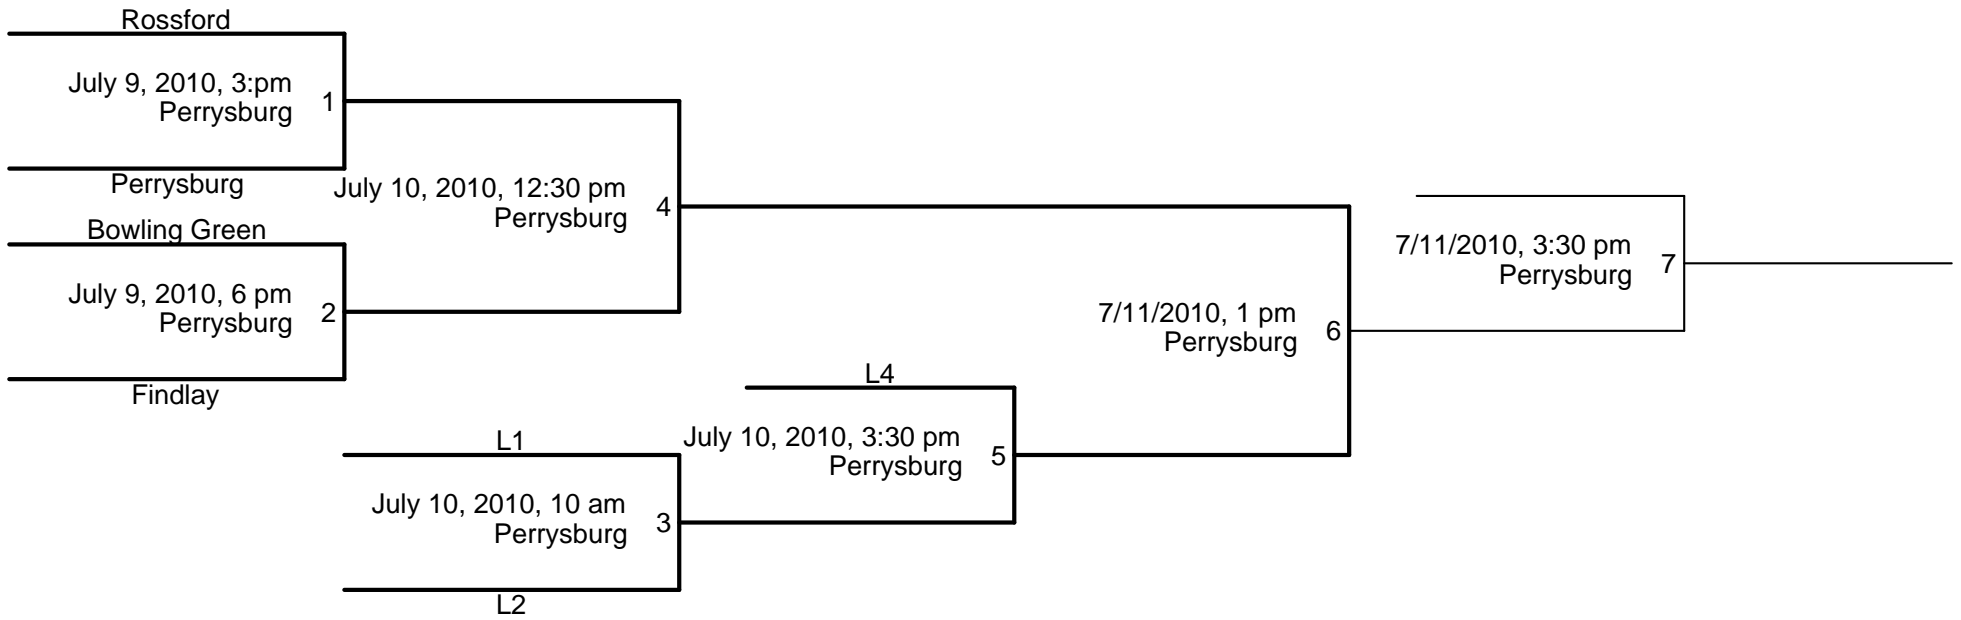 Rossford
July 9, 2010, 3:pm
Perrysburg
1
Perrysburg
July 10, 2010, 12:30 pm
Perrysburg
4
Bowling Green
July 9, 2010, 6 pm
Perrysburg
2
Findlay
7/11/2010, 3:30 pm
Perrysburg
7
7/11/2010, 1 pm
Perrysburg
6
L4
July 10, 2010, 3:30 pm
Perrysburg
5
L1
July 10, 2010, 10 am
Perrysburg
3
L2